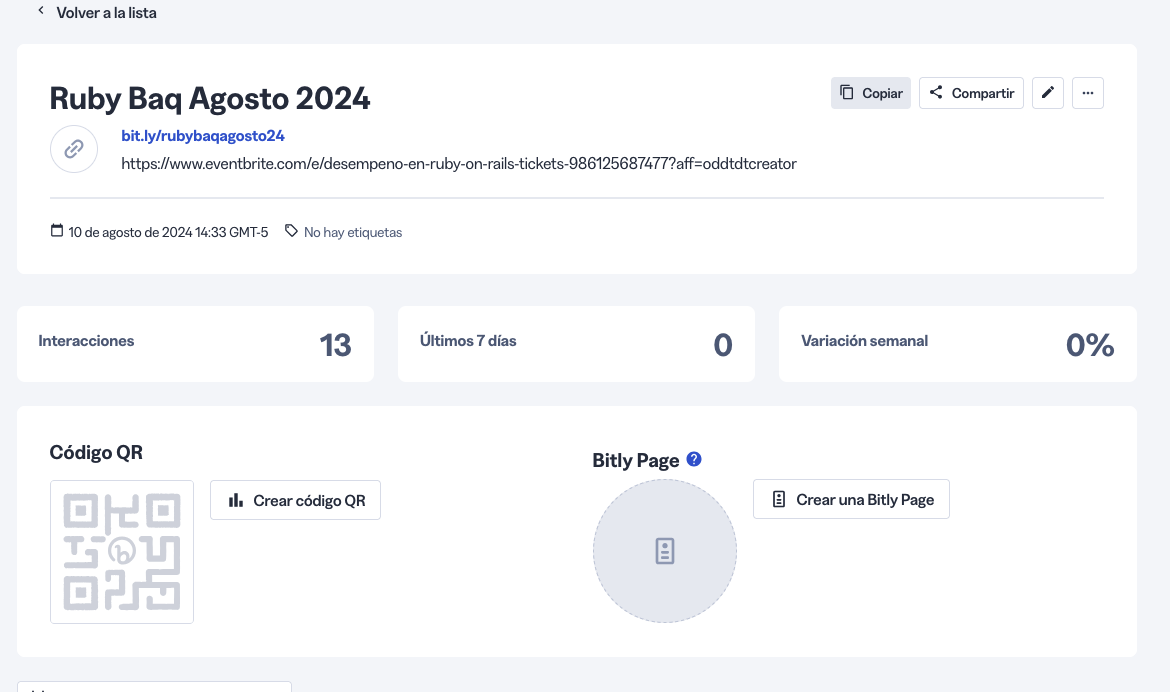 Volver a la lista
Ruby Baq Agosto 2024
Copiar
Compartir
bit.ly/rubybaqagosto24
https://www.eventbrite.com/e/desempeno-en-ruby-on-rails-tickets-986125687477?aff=oddtdtcreator
10 de agosto de 2024 14:33 GMT-5
No hay etiquetas
Interacciones
13
Últimos 7 días
0
Variación semanal
0%
Código QR
Crear código QR
Bitly Page
Crear una Bitly Page